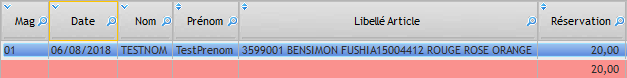 Mag Date Nom Prénom Libellé Article Réservation
01 06/08/2018 TESTNOM TestPrenom 3599001 BENSIMON FUSHIA15004412 ROUGE ROSE ORANGE 20,00
20,00